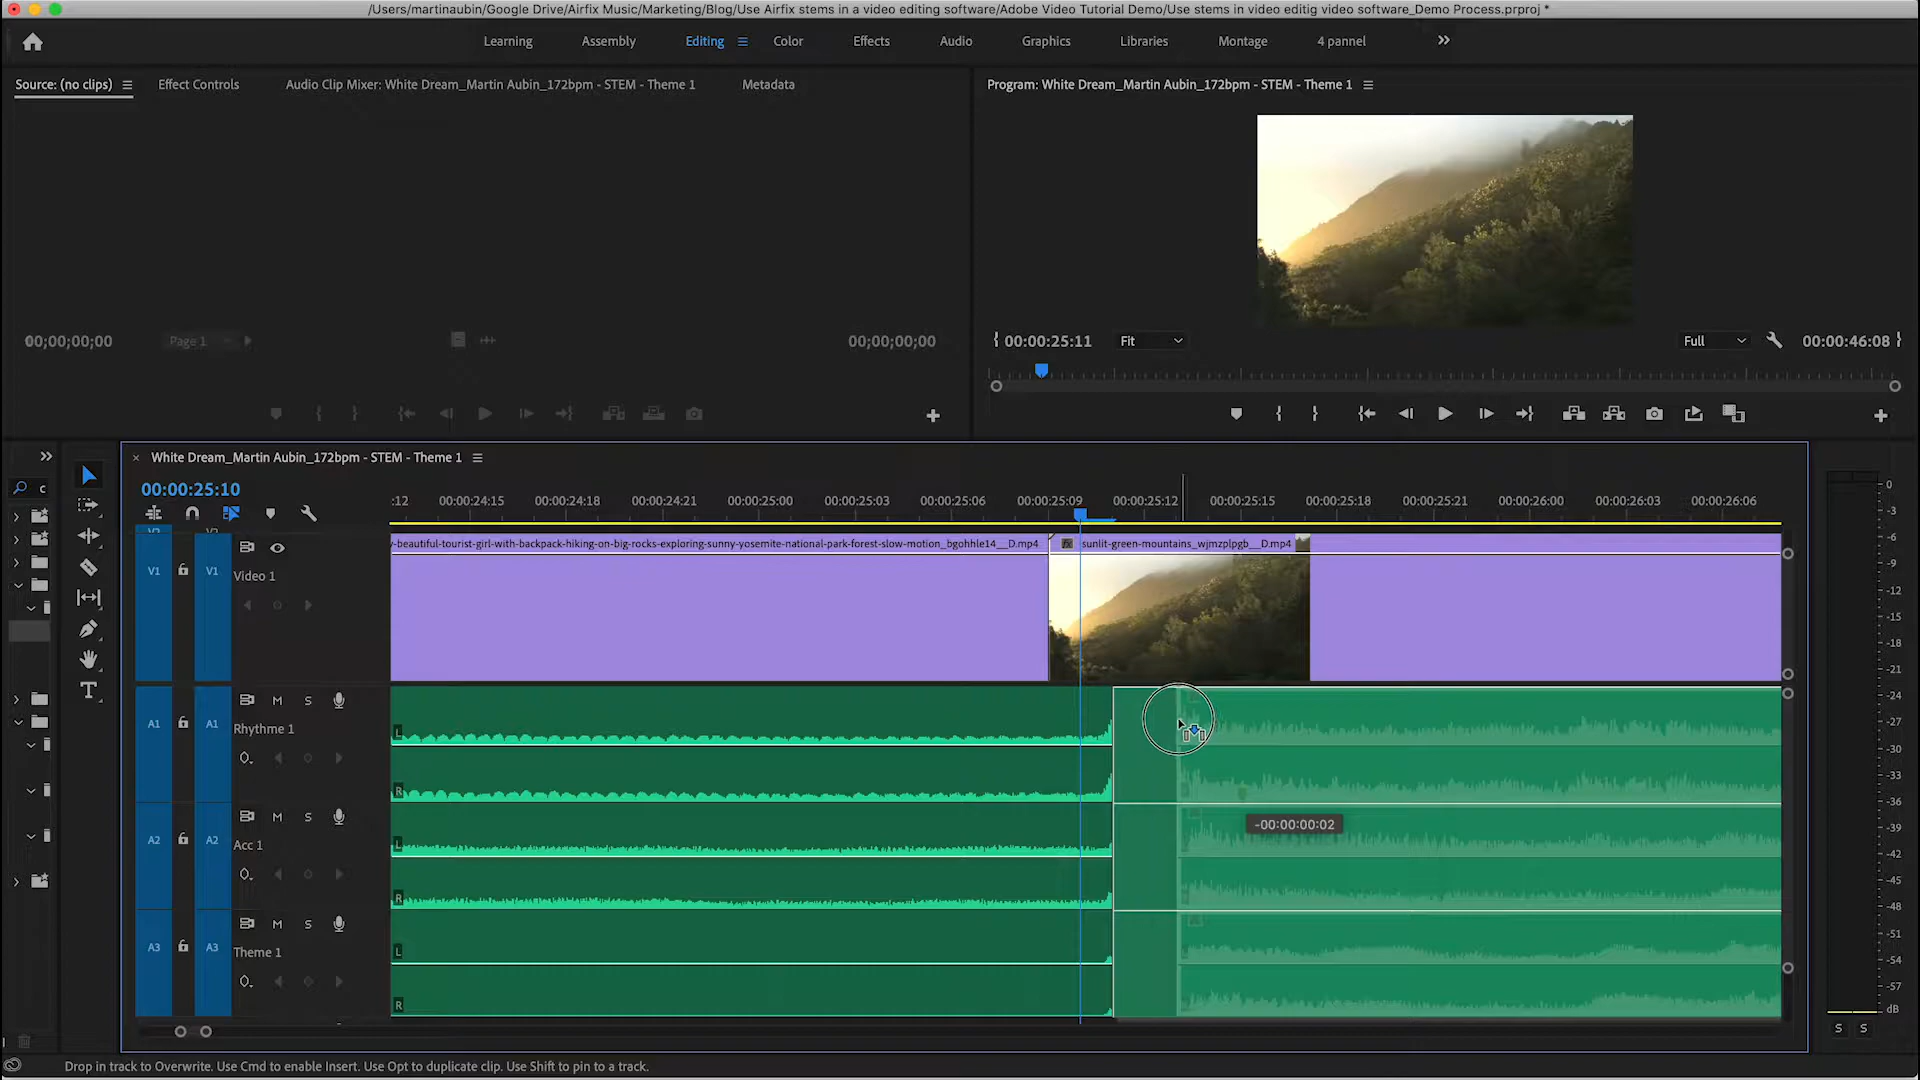 /Users/martinaubin/Google Drive/Airfix Music/Marketing/Blog/Use Airfix stems in a video editing software/Adobe Video Tutorial Demo/Use stems in video editig video software_Demo Process.prproj *
Learning Assembly Editing Color Effects Audio Graphics Libraries Montage 4 pannel
Source: (no clips) Effect Controls Audio Clip Mixer: White Dream_Martin Aubin_172bpm - STEM - Theme 1 Metadata
Program: White Dream_Martin Aubin_172bpm - STEM - Theme 1
00;00;00;00 Page 1 00;00;00;00
00:00:25:11 Fit Full 00:00:46:08
White Dream_Martin Aubin_172bpm - STEM - Theme 1
00:00:25:10
:12 00:00:24:15 00:00:24:18 00:00:24:21 00:00:25:00 00:00:25:03 00:00:25:06 00:00:25:09 00:00:25:12 00:00:25:15 00:00:25:18 00:00:25:21 00:00:26:00 00:00:26:03 00:00:26:06
y-beautiful-tourist-girl-with-backpack-hiking-on-big-rocks-exploring-sunny-yosemite-national-park-forest-slow-motion_bgohhle14__D.mp4
fx sunlit-green-mountains_wjmzplpgb__D.mp4
V1 V1 Video 1
A1 A1 M S
Rhythme 1
L
R
A2 A2 M S
Acc 1
L
R
-00:00:00:02
A3 A3 M S
Theme 1
L
R
0
-3
-6
-9
-12
-15
-18
-21
-24
-27
-30
-33
-36
-39
-42
-45
-48
-51
-54
-57
dB
S S
Drop in track to Overwrite. Use Cmd to enable Insert. Use Opt to duplicate clip. Use Shift to pin to a track.